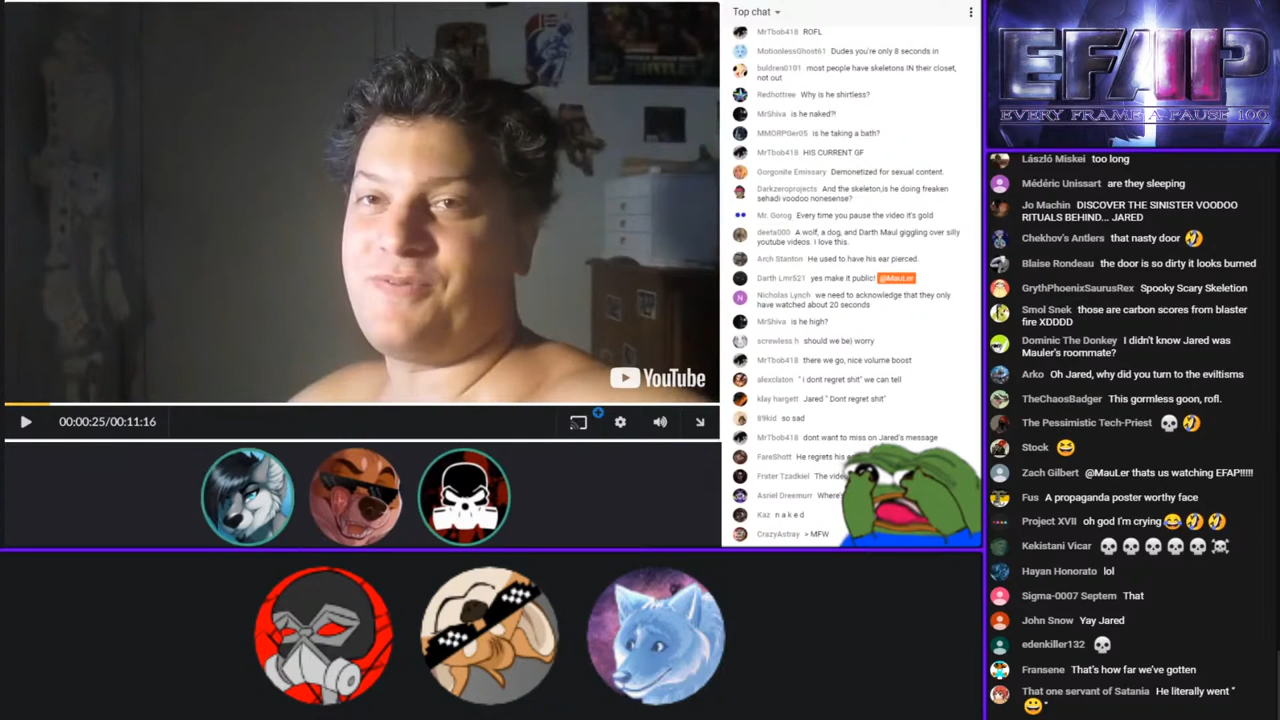 YouTube
00:00:25/00:11:16
Top chat
MrTbob418 ROFL
MotionlessGhost61 Dudes you're only 8 seconds in
buldren0101 most people have skeletons IN their closet,
not out
Redhottree Why is he shirtless?
MrShiva is he naked?!
MMORPGer05 is he taking a bath?
MrTbob418 HIS CURRENT GF
Gorgonite Emissary Demonetized for sexual content.
Darkzeroprojects And the skeleton,is he doing freaken
sehadi voodoo nonesense?
Mr. Gorog Every time you pause the video it's gold
deeta000 A wolf, a dog, and Darth Maul giggling over silly
youtube videos. I love this.
Arch Stanton He used to have his ear pierced.
Darth Lmr521 yes make it public! @MauLer
N Nicholas Lynch we need to acknowledge that they only
have watched about 20 seconds
MrShiva is he high?
screwless h should we be) worry
MrTbob418 there we go, nice volume boost
alexclaton " i dont regret shit" we can tell
klay hargett Jared " Dont regret shit"
89kid so sad
MrTbob418 dont want to miss on Jared's message
FareShott He regrets his
Frater Tzadkiel The
Asriel Dreemurr
Kaz n a k e d
CrazyAstray > MFW
EFAP
EVERY FRAME A PAUSE 100
László Miskei too long
Médéric Unissart are they sleeping
Jo Machin DISCOVER THE SINISTER VOODOO
RITUALS BEHIND... JARED
Chekhov's Antlers that nasty door 🤣
Blaise Rondeau the door is so dirty it looks burned
GrythPhoenixSaurusRex Spooky Scary Skeletion
Smol Snek those are carbon scores from blaster
fire XDDDD
Dominic The Donkey I didn't know Jared was
Mauler's roommate?
Arko Oh Jared, why did you turn to the eviltisms
TheChaosBadger This gormless goon, rofl.
The Pessimistic Tech-Priest 💀 🤣
Stock 😆
Zach Gilbert @MauLer thats us watching EFAP!!!!!
Fus A propaganda poster worthy face
Project XVII oh god I'm crying 😂 🤣 🤣
Kekistani Vicar 💀 💀 💀 💀 💀 ☠️
Hayan Honorato lol
Sigma-0007 Septem That
John Snow Yay Jared
edenkiller132 💀
Fransene That's how far we've gotten
That one servant of Satania He literally went "
😀"